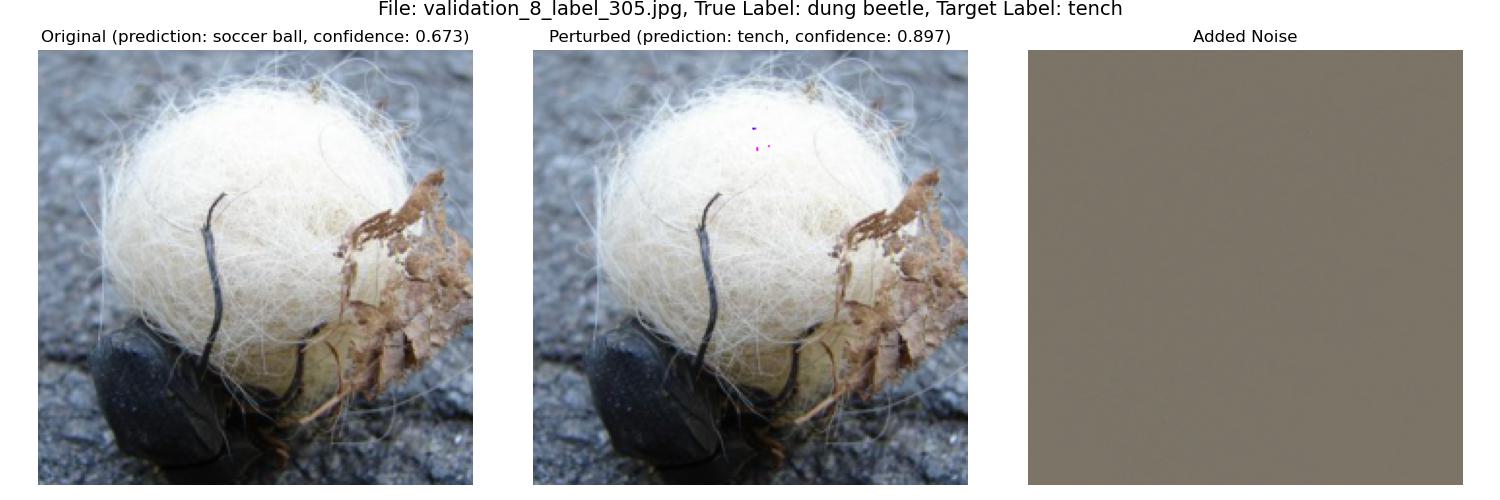 File: validation_8_label_305.jpg, True Label: dung beetle, Target Label: tench
Original (prediction: soccer ball, confidence: 0.673)
Perturbed (prediction: tench, confidence: 0.897)
Added Noise